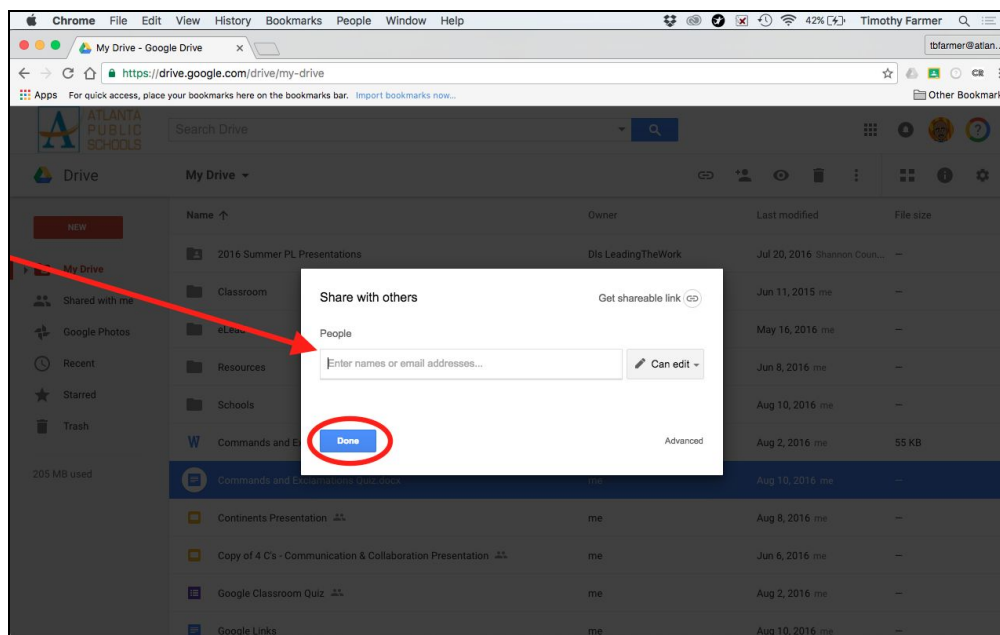 Chrome File Edit View History Bookmarks People Window Help 42% Timothy Farmer
My Drive - Google Drive × tbfarmer@atlan...
https://drive.google.com/drive/my-drive CR
Apps For quick access, place your bookmarks here on the bookmarks bar. Import bookmarks now... Other Bookmark
ATLANTA
PUBLIC
SCHOOLS
Search Drive
Drive My Drive
NEW
Name Owner Last modified File size
2016 Summer PL Presentations DIs LeadingTheWork Jul 20, 2016 Shannon Coun... —
My Drive
Classroom Jun 11, 2015 me —
Shared with me
eLead May 16, 2016 me —
Google Photos
Resources Jun 8, 2016 me —
Recent
Schools Aug 10, 2016 me —
Starred
Commands and E Aug 2, 2016 me 55 KB
Trash
Share with others Get shareable link
People
Enter names or email addresses... Can edit
Done Advanced
205 MB used
Commands and Exclamations Quiz.docx me Aug 10, 2016 me —
Continents Presentation me Aug 8, 2016 me —
Copy of 4 C's - Communication & Collaboration Presentation me Jun 6, 2016 me —
Google Classroom Quiz me Aug 2, 2016 me —
Google Links me Aug 10, 2016 me —